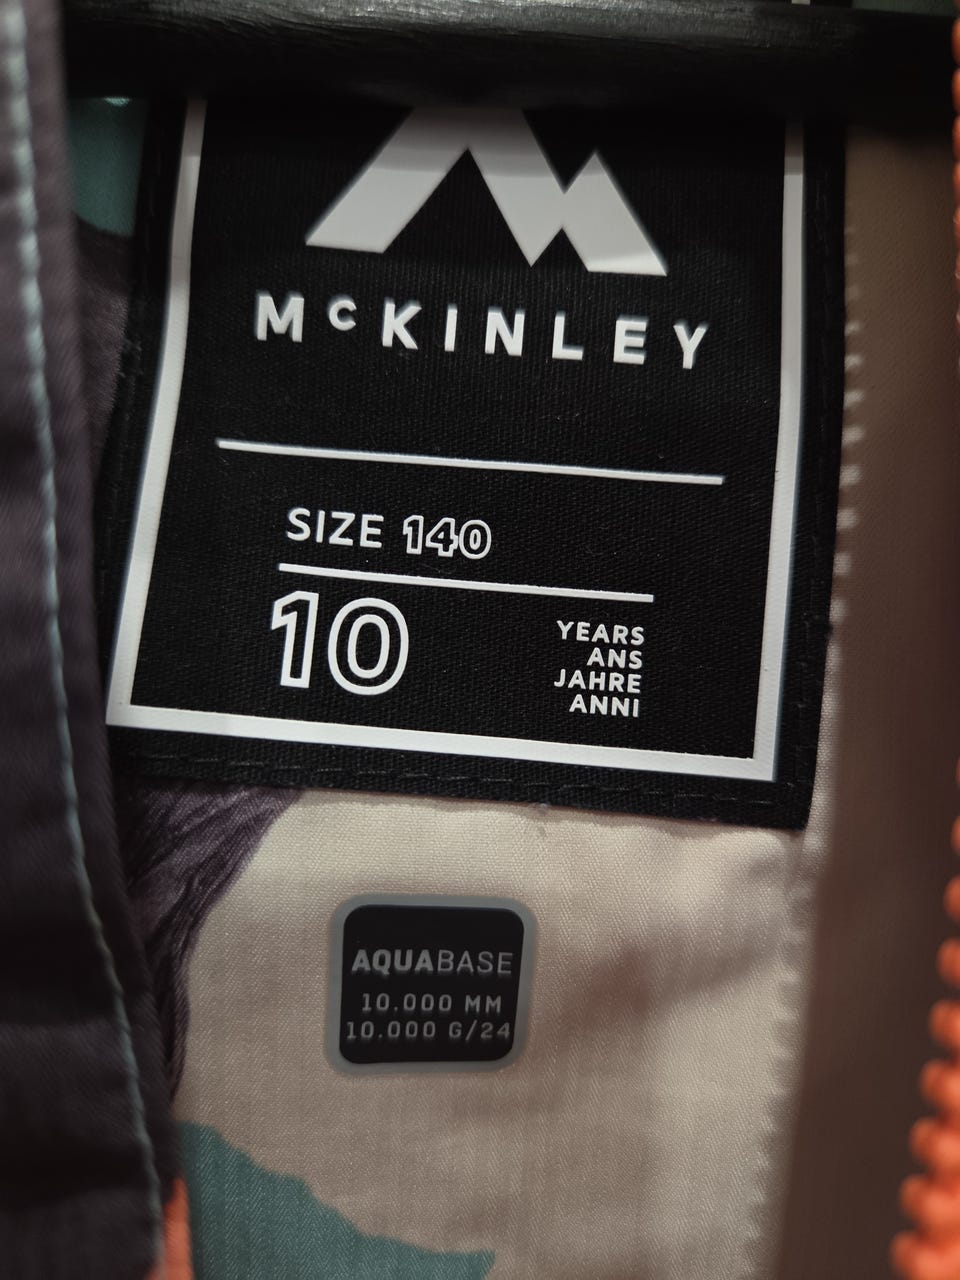 McKINLEY
SIZE 140
10
YEARS
ANS
JAHRE
ANNI
AQUABASE
10.000 MM
10.000 G/24